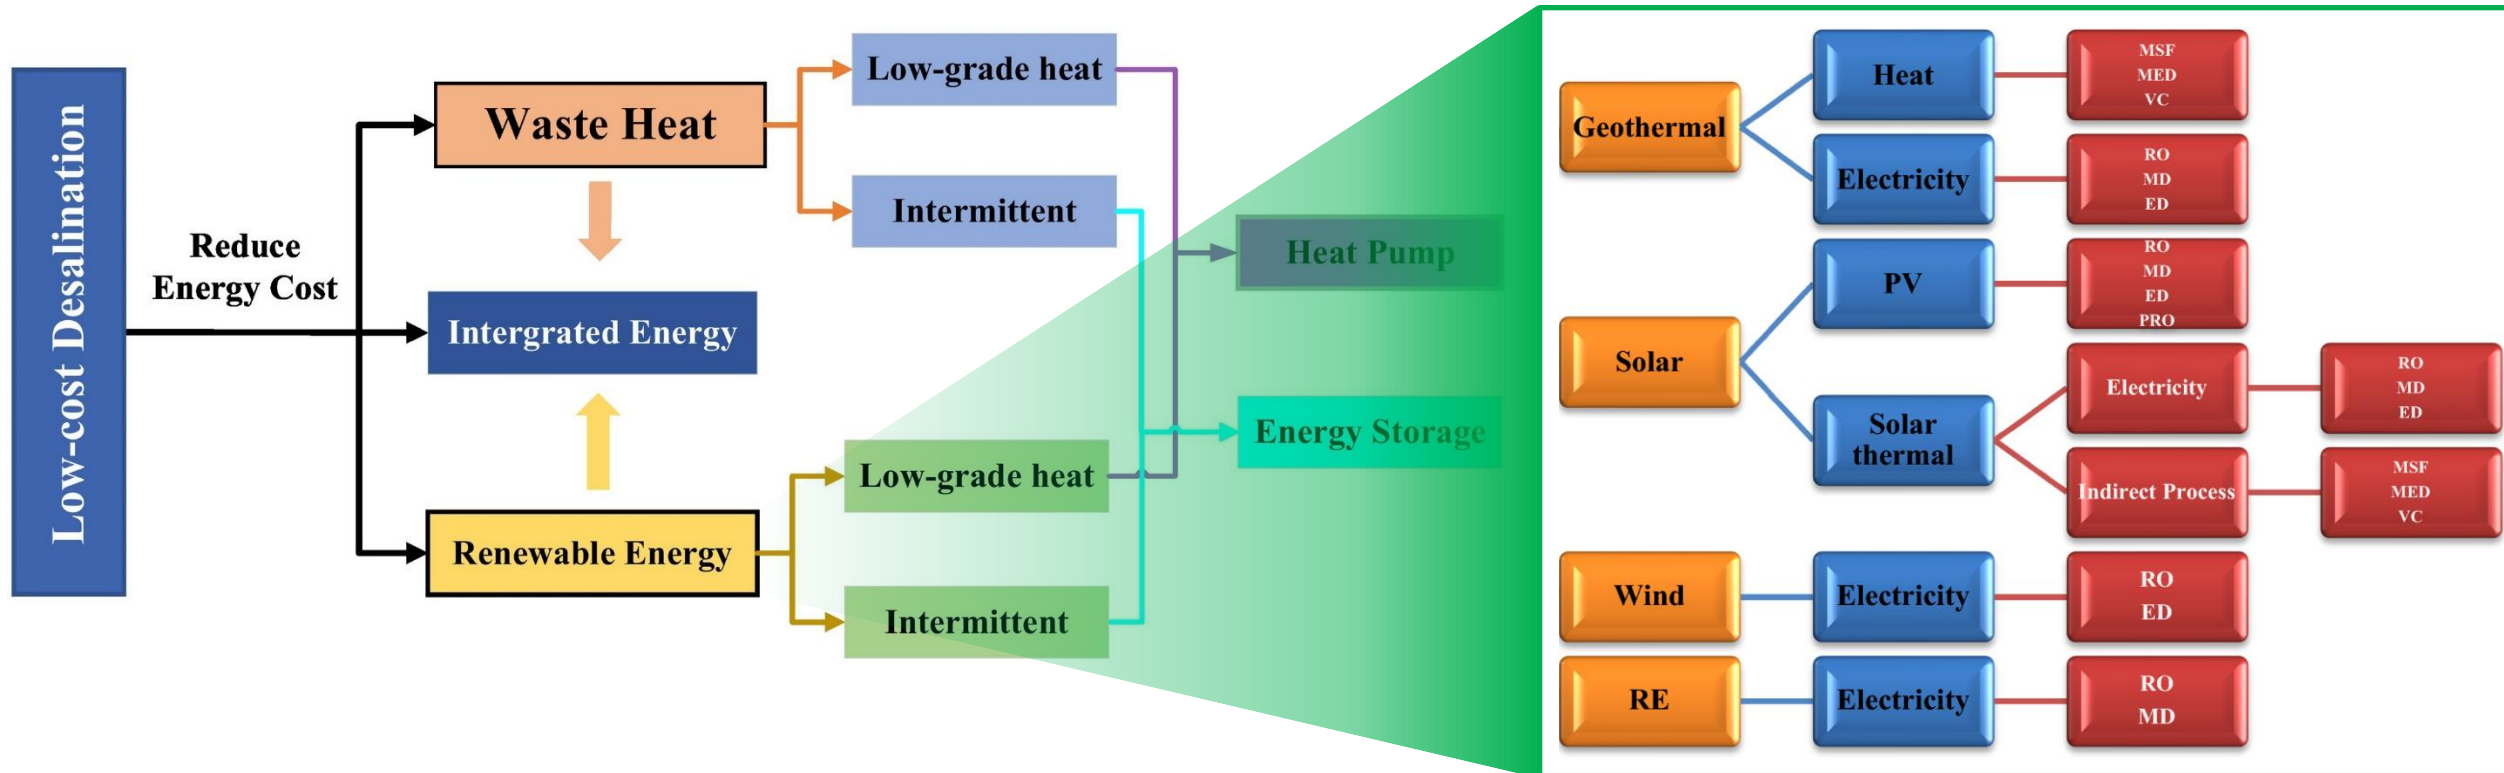 Low-cost Desalination
Reduce
Energy Cost
Waste Heat
Intergrated Energy
Renewable Energy
Low-grade heat
Intermittent
Low-grade heat
Intermittent
Heat Pump
Energy Storage
Geothermal
Heat
MSF
MED
VC
Electricity
RO
MD
ED
Solar
PV
RO
MD
ED
PRO
Solar
thermal
Electricity
RO
MD
ED
Indirect Process
MSF
MED
VC
Wind
Electricity
RO
ED
RE
Electricity
RO
MD